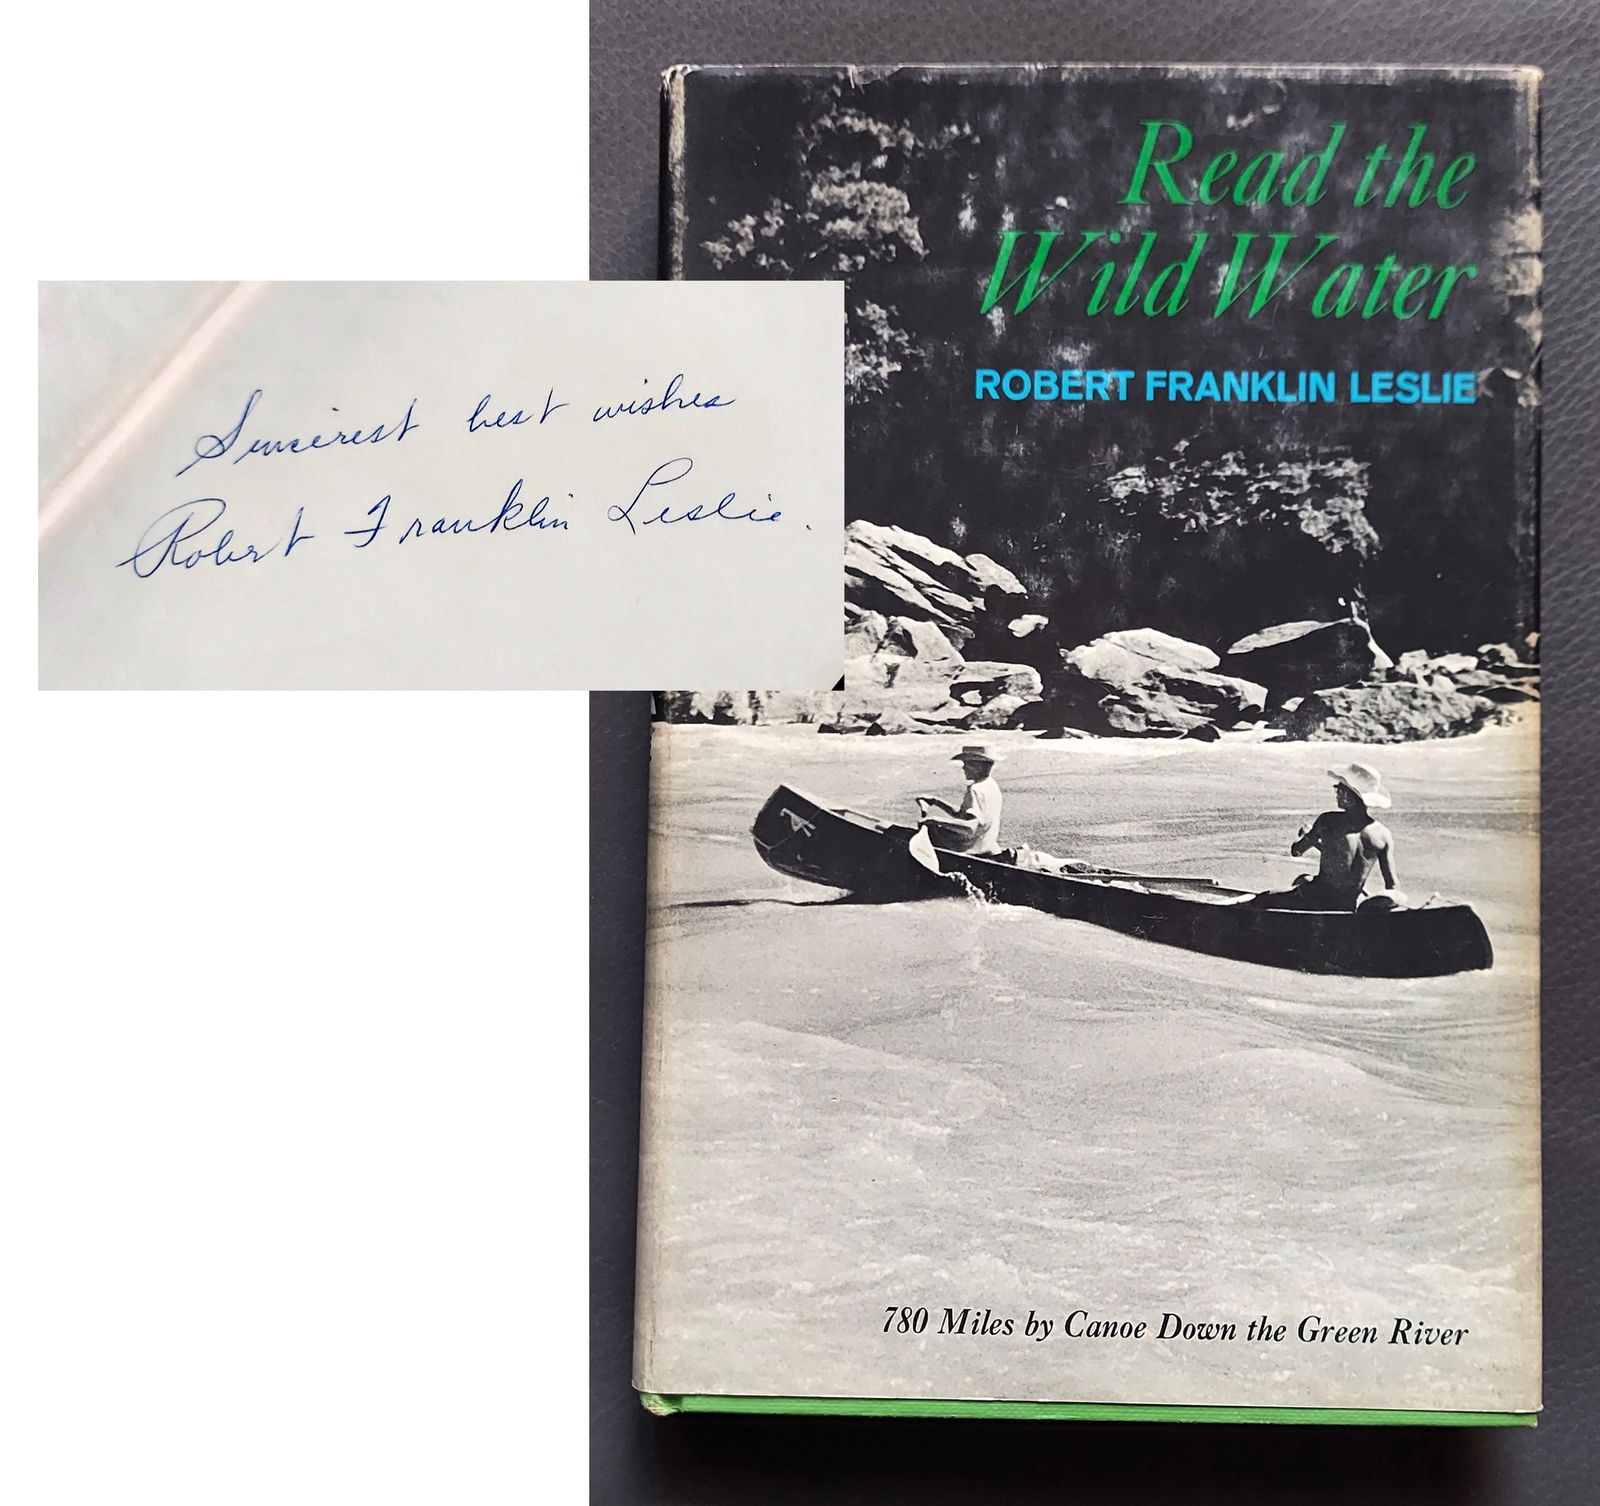 Sincerest best wishes
Robert Franklin Leslie.
Read the
Wild Water
ROBERT FRANKLIN LESLIE
780 Miles by Canoe Down the Green River